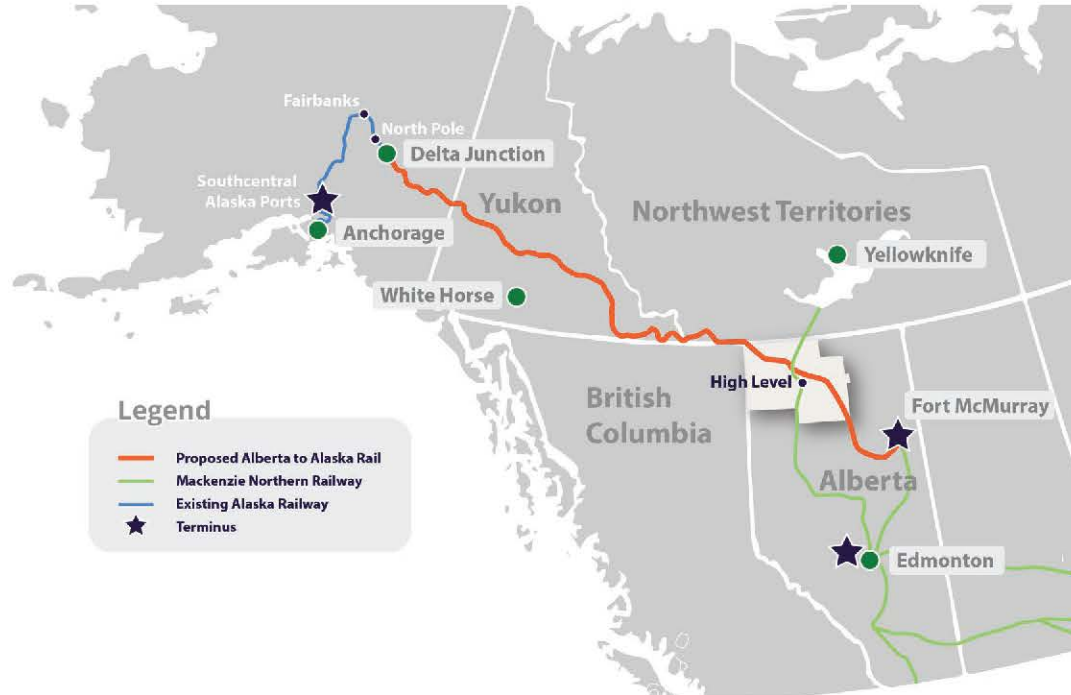 Fairbanks
North Pole
Delta Junction
Southcentral
Alaska Ports
Anchorage
Yukon
Northwest Territories
Yellowknife
White Horse
High Level
British
Columbia
Fort McMurray
Alberta
Edmonton
Legend
Proposed Alberta to Alaska Rail
Mackenzie Northern Railway
Existing Alaska Railway
Terminus